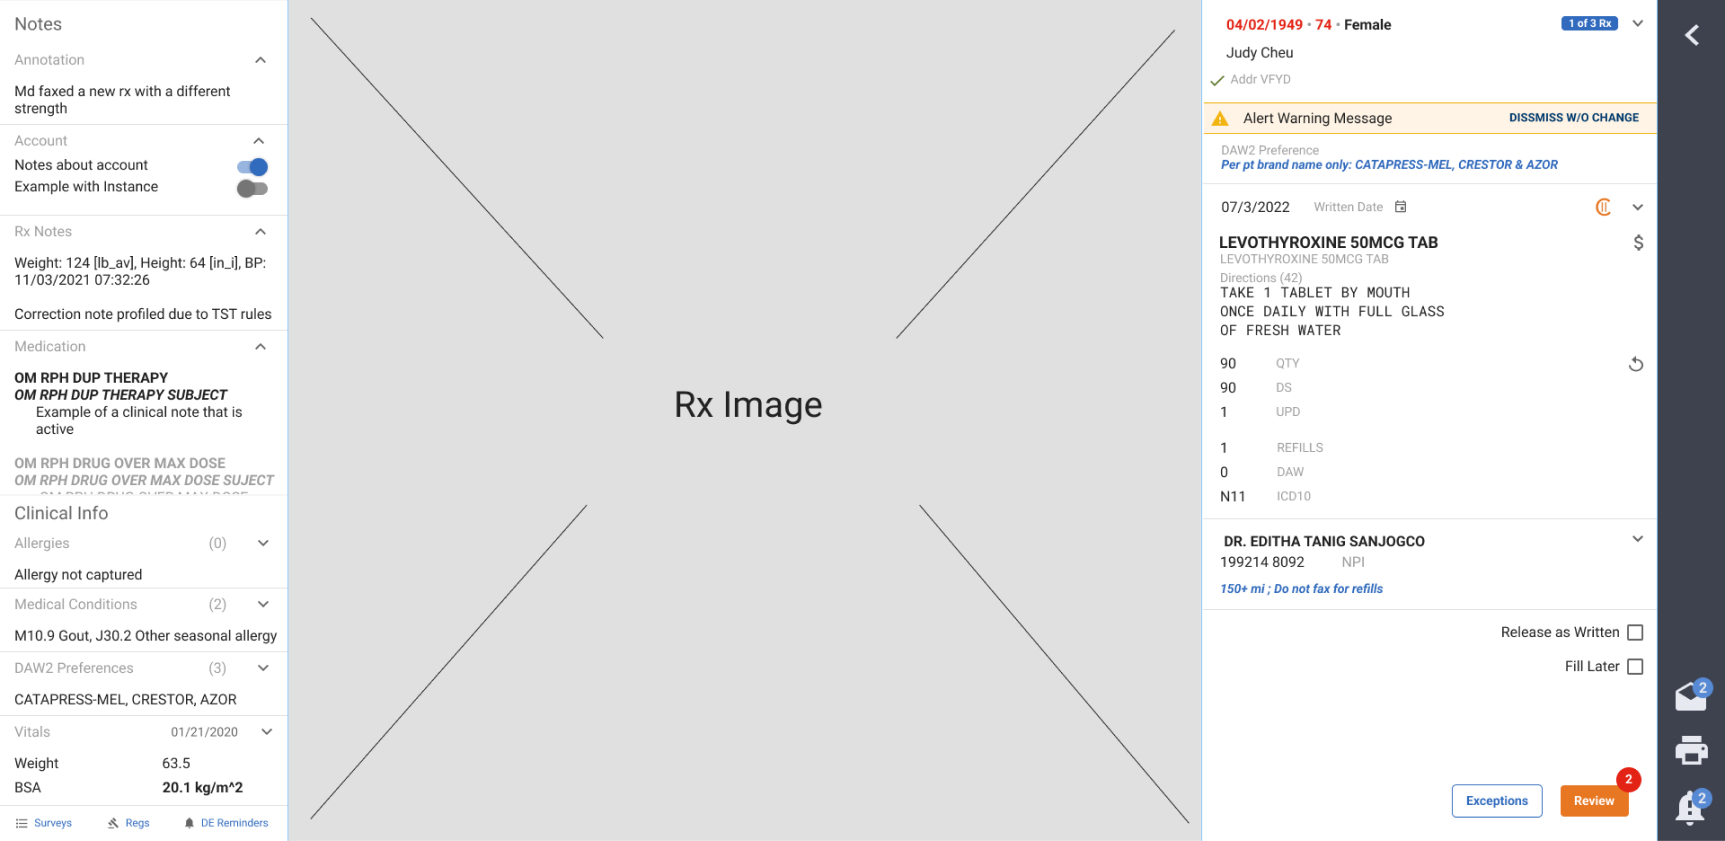 Notes
Annotation
Md faxed a new rx with a different
strength
Account
Notes about account
Example with Instance
Rx Notes
Weight: 124 [lb_av], Height: 64 [in_i], BP:
11/03/2021 07:32:26
Correction note profiled due to TST rules
Medication
OM RPH DUP THERAPY
OM RPH DUP THERAPY SUBJECT
Example of a clinical note that is
active
OM RPH DRUG OVER MAX DOSE
OM RPH DRUG OVER MAX DOSE SUJECT
OM RPH DRUG OVER MAX DOSE
Clinical Info
Allergies (0)
Allergy not captured
Medical Conditions (2)
M10.9 Gout, J30.2 Other seasonal allergy
DAW2 Preferences (3)
CATAPRESS-MEL, CRESTOR, AZOR
Vitals 01/21/2020
Weight 63.5
BSA 20.1 kg/m^2
Surveys Regs DE Reminders
Rx Image
04/02/1949 • 74 • Female 1 of 3 Rx
Judy Cheu
Addr VFYD
Alert Warning Message DISSMISS W/O CHANGE
DAW2 Preference
Per pt brand name only: CATAPRESS-MEL, CRESTOR & AZOR
07/3/2022 Written Date CII
LEVOTHYROXINE 50MCG TAB $
LEVOTHYROXINE 50MCG TAB
Directions (42)
TAKE 1 TABLET BY MOUTH
ONCE DAILY WITH FULL GLASS
OF FRESH WATER
90 QTY
90 DS
1 UPD
1 REFILLS
0 DAW
N11 ICD10
DR. EDITHA TANIG SANJOGCO
199214 8092 NPI
150+ mi ; Do not fax for refills
Release as Written
Fill Later
Exceptions Review 2
2
2